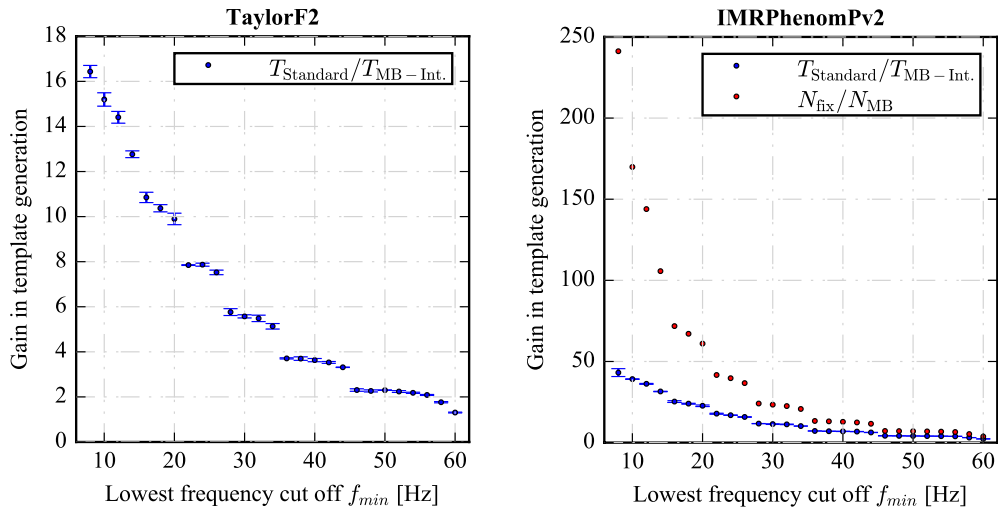 TaylorF2
T_Standard/T_MB−Int.
Gain in template generation
18
16
14
12
10
8
6
4
2
0
10 20 30 40 50 60
Lowest frequency cut off f_min [Hz]
IMRPhenomPv2
T_Standard/T_MB−Int.
N_fix/N_MB
Gain in template generation
250
200
150
100
50
0
10 20 30 40 50 60
Lowest frequency cut off f_min [Hz]